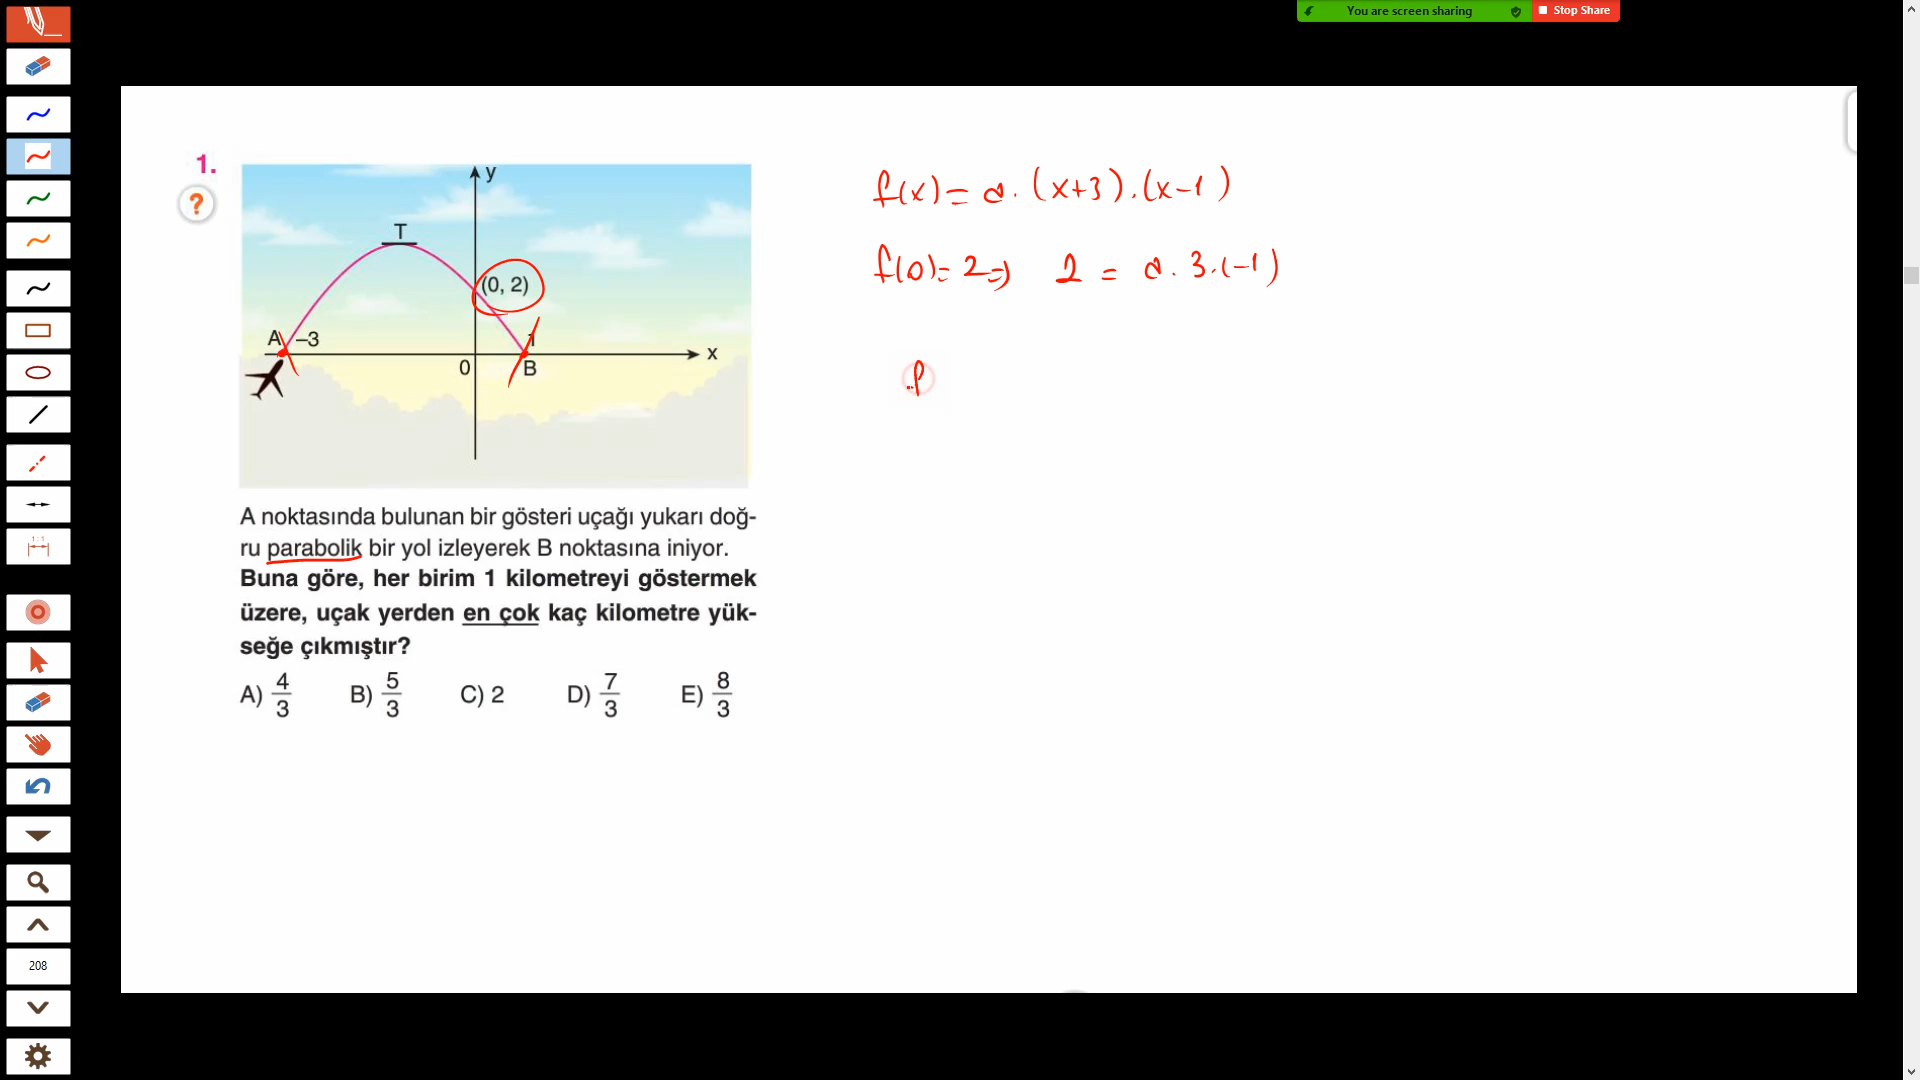 You are screen sharing
Stop Share
1.
?
y
T
(0, 2)
A
–3
1
x
0
B
f(x) = a. (x+3).(x-1)
f(0) = 2 ⇒ 2 = a. 3.(-1)
A noktasında bulunan bir gösteri uçağı yukarı doğ-
ru parabolik bir yol izleyerek B noktasına iniyor.
Buna göre, her birim 1 kilometreyi göstermek
üzere, uçak yerden en çok kaç kilometre yük-
seğe çıkmıştır?
A) 4/3 B) 5/3 C) 2 D) 7/3 E) 8/3
1:1
208